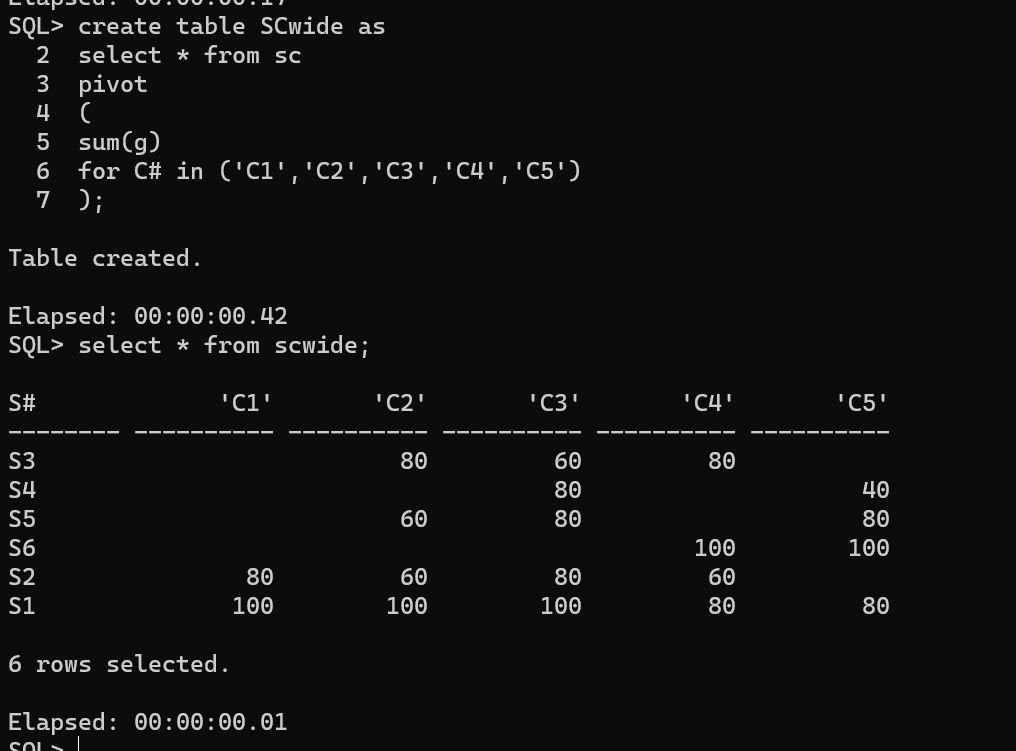 Elapsed: 00:00:00.17
SQL> create table SCwide as
  2  select * from sc
  3  pivot
  4  (
  5  sum(g)
  6  for C# in ('C1','C2','C3','C4','C5')
  7  );
Table created.
Elapsed: 00:00:00.42
SQL> select * from scwide;
S#             'C1'       'C2'       'C3'       'C4'       'C5'
-------- ---------- ---------- ---------- ---------- ----------
S3                          80         60         80
S4                                     80                    40
S5                          60         80                    80
S6                                               100        100
S2               80         60         80         60
S1              100        100        100         80         80
6 rows selected.
Elapsed: 00:00:00.01
SQL>